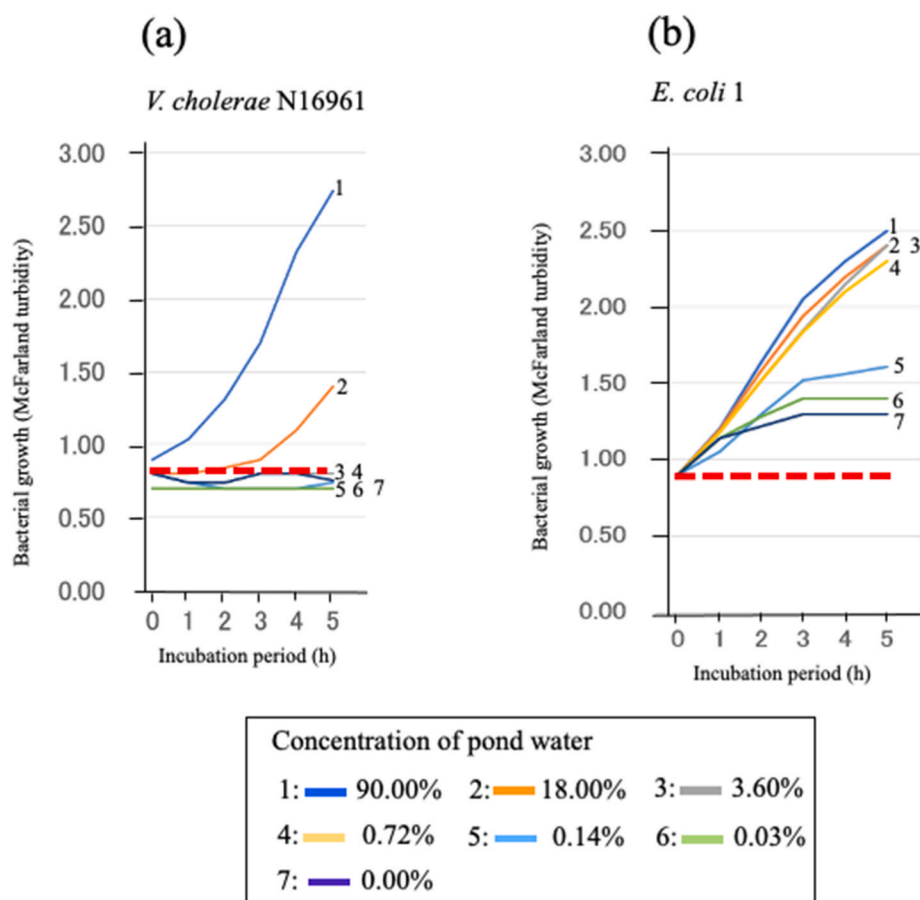 (a)
V. cholerae N16961
Bacterial growth (McFarland turbidity)
3.00
2.50
2.00
1.50
1.00
0.50
0.00
1
2
3 4
5 6 7
0 1 2 3 4 5
Incubation period (h)
(b)
E. coli 1
Bacterial growth (McFarland turbidity)
3.00
2.50
2.00
1.50
1.00
0.50
0.00
1
2 3
4
5
6
7
0 1 2 3 4 5
Incubation period (h)
Concentration of pond water
1: 90.00% 2: 18.00% 3: 3.60%
4: 0.72% 5: 0.14% 6: 0.03%
7: 0.00%